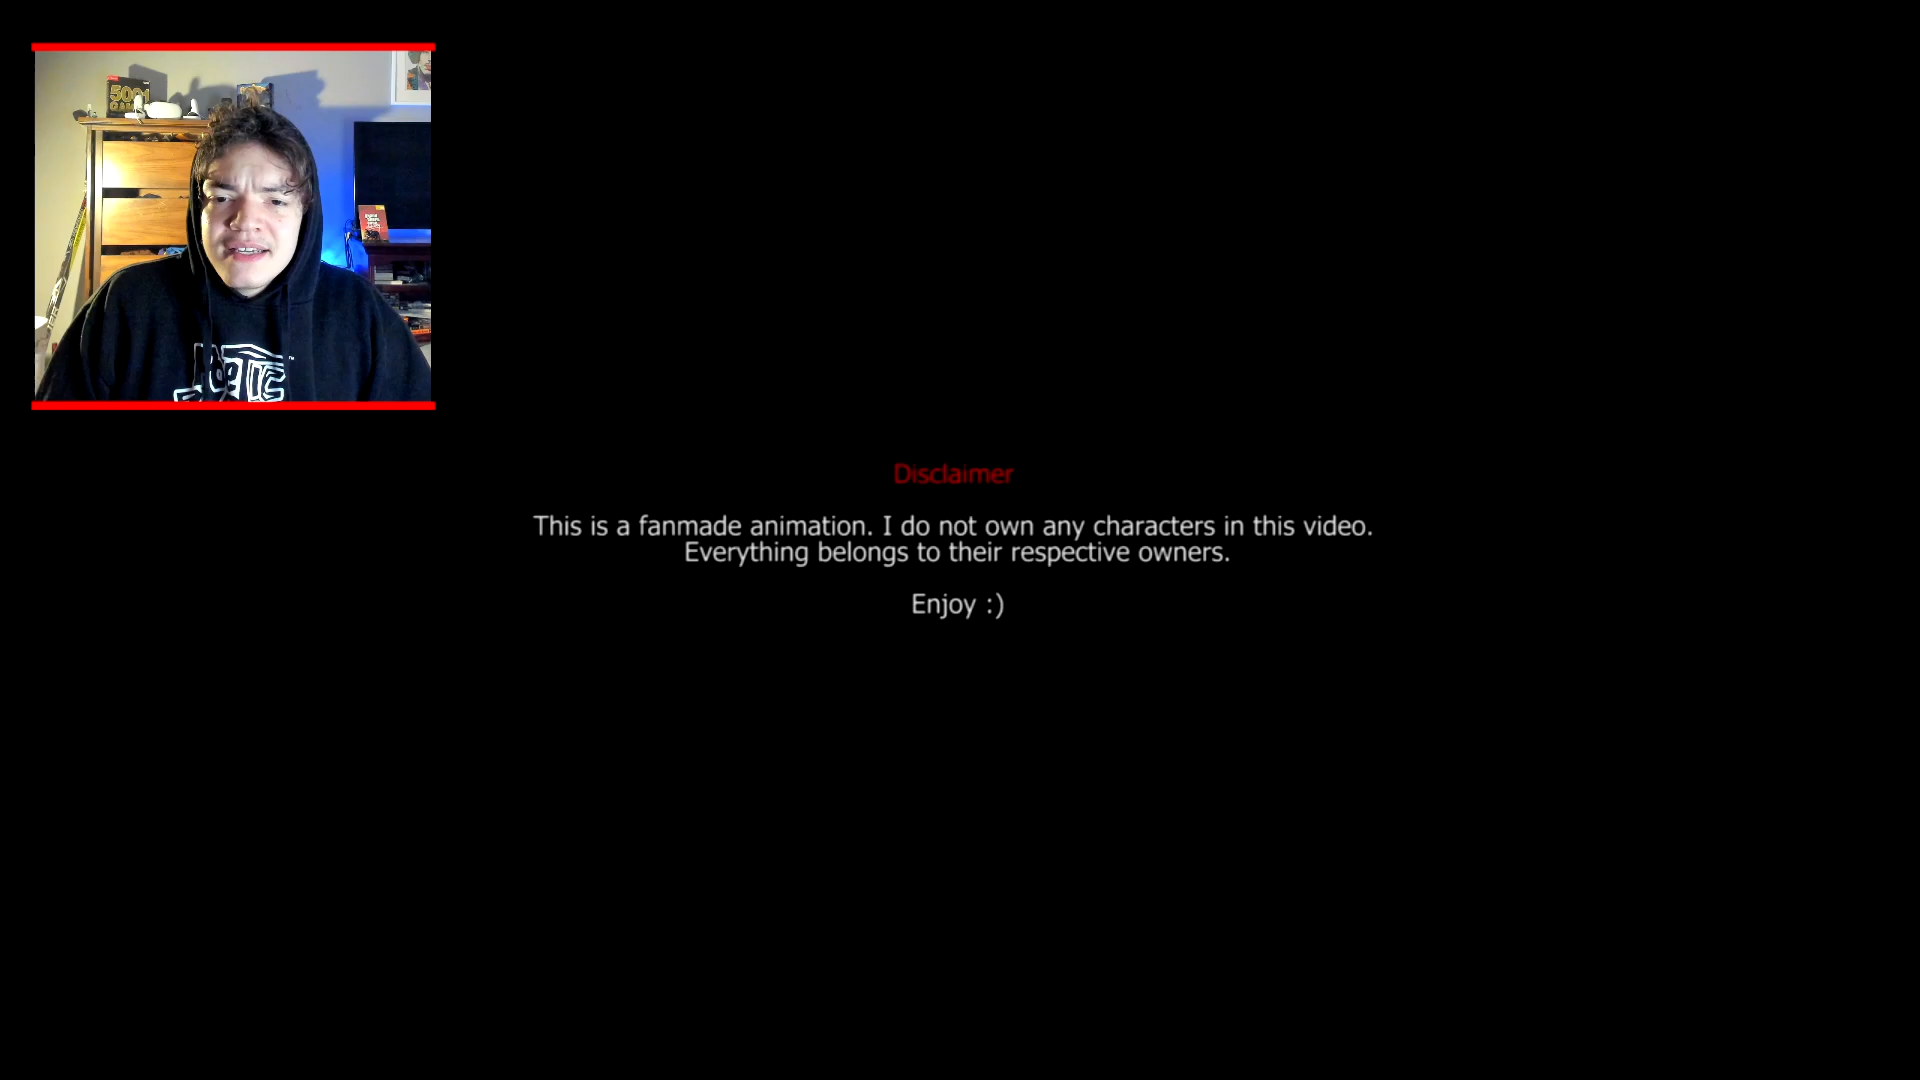 Disclaimer
This is a fanmade animation. I do not own any characters in this video.
Everything belongs to their respective owners.
Enjoy :)